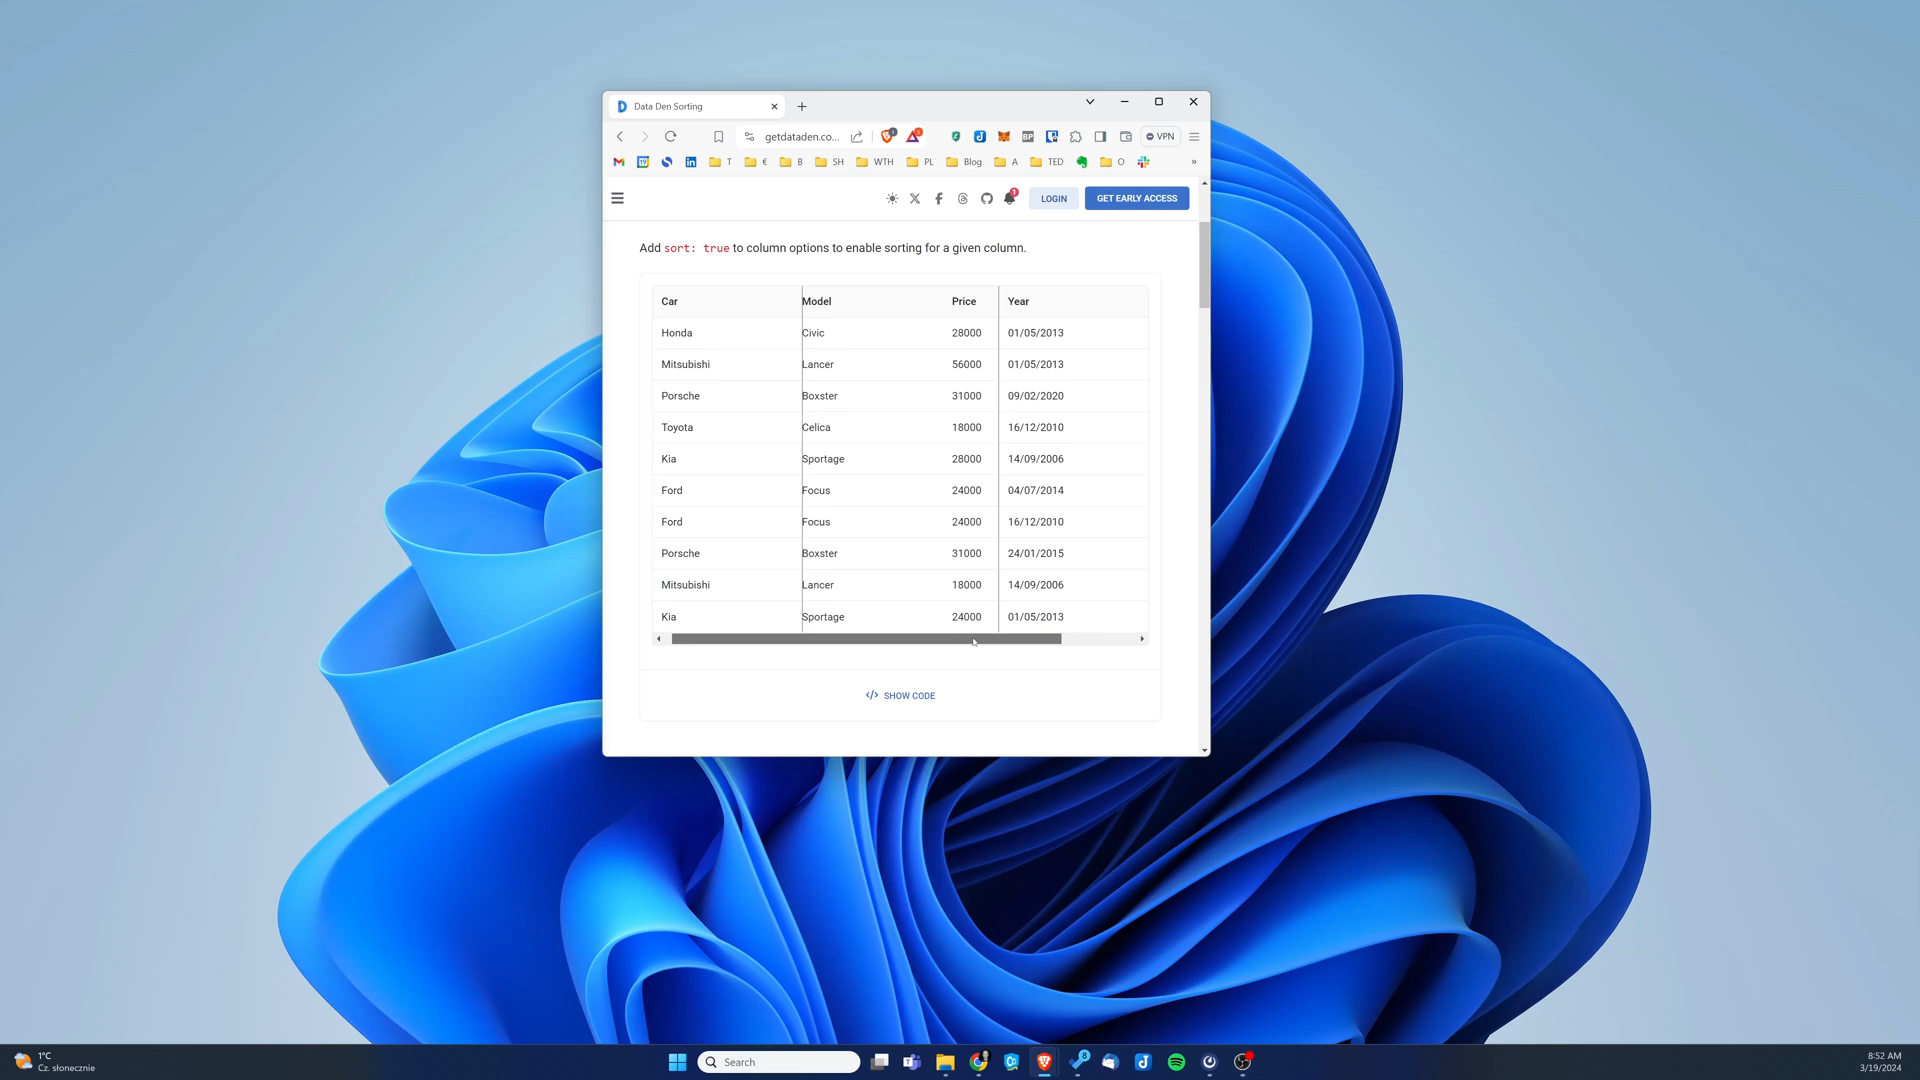 Data Den Sorting
getdataden.co...
VPN
T € B SH WTH PL Blog A TED O
1
LOGIN GET EARLY ACCESS
Add sort: true to column options to enable sorting for a given column.
Car Model Price Year
Honda Civic 28000 01/05/2013
Mitsubishi Lancer 56000 01/05/2013
Porsche Boxster 31000 09/02/2020
Toyota Celica 18000 16/12/2010
Kia Sportage 28000 14/09/2006
Ford Focus 24000 04/07/2014
Ford Focus 24000 16/12/2010
Porsche Boxster 31000 24/01/2015
Mitsubishi Lancer 18000 14/09/2006
Kia Sportage 24000 01/05/2013
</> SHOW CODE
1°C
Cz. słonecznie
Search
8
8:52 AM
3/19/2024